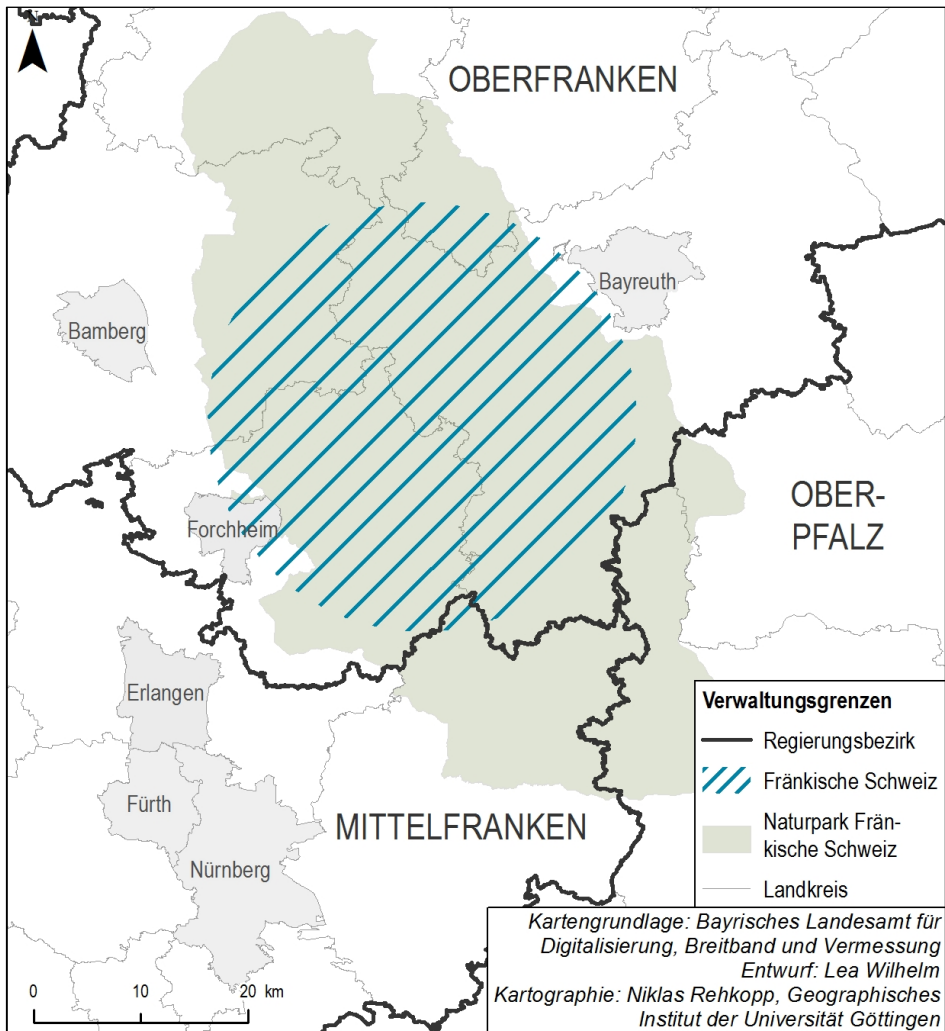 OBERFRANKEN
Bayreuth
Bamberg
OBER-
PFALZ
Forchheim
Erlangen
Fürth
Nürnberg
MITTELFRANKEN
Verwaltungsgrenzen
Regierungsbezirk
Fränkische Schweiz
Naturpark Frän-
kische Schweiz
Landkreis
0 10 20 km
Kartengrundlage: Bayrisches Landesamt für
Digitalisierung, Breitband und Vermessung
Entwurf: Lea Wilhelm
Kartographie: Niklas Rehkopp, Geographisches
Institut der Universität Göttingen